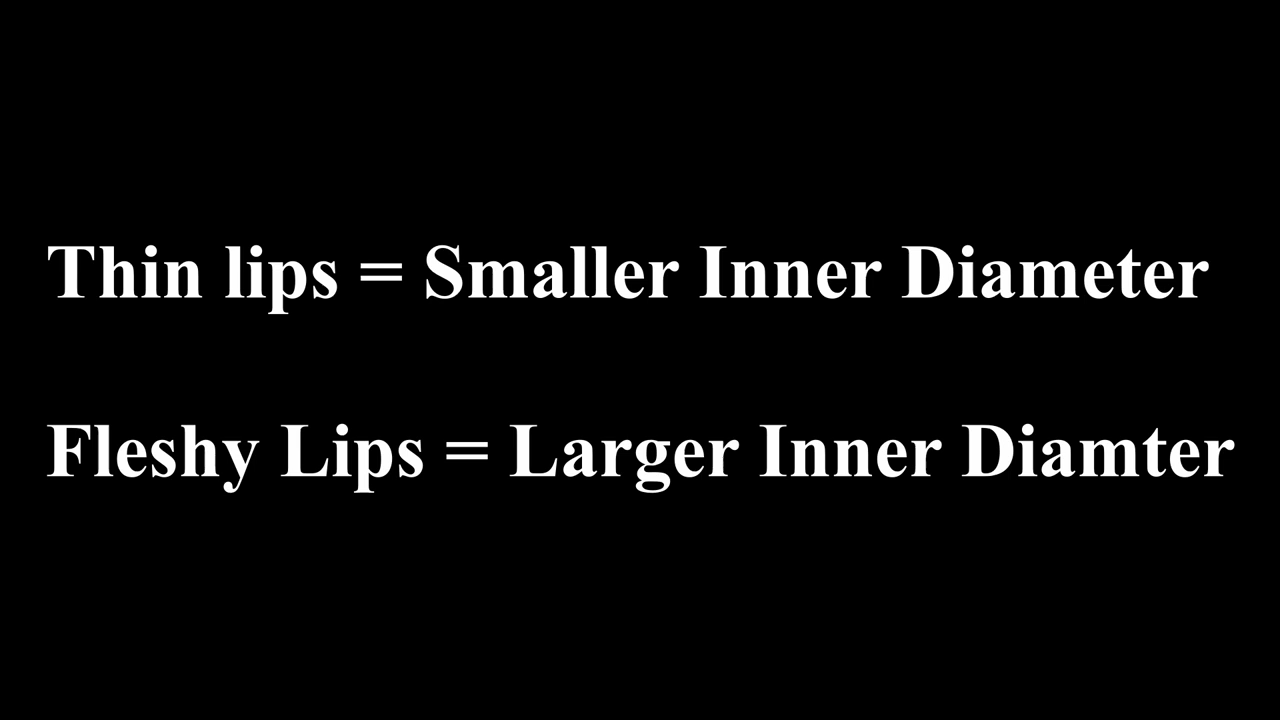 Thin lips = Smaller Inner Diameter
Fleshy Lips = Larger Inner Diamter